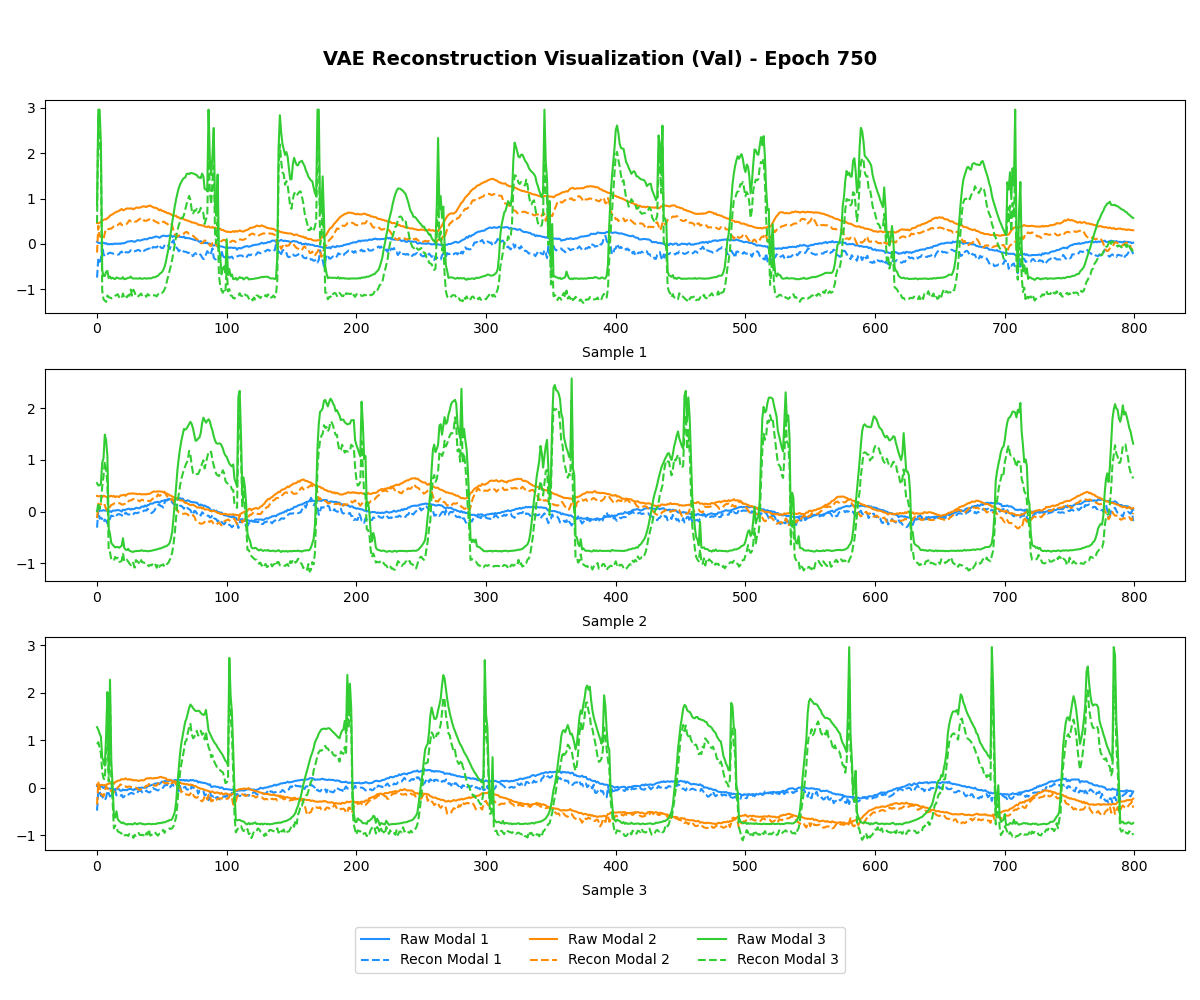 VAE Reconstruction Visualization (Val) - Epoch 750
3
2
1
0
−1
0 100 200 300 400 500 600 700 800
Sample 1
2
1
0
−1
0 100 200 300 400 500 600 700 800
Sample 2
3
2
1
0
−1
0 100 200 300 400 500 600 700 800
Sample 3
Raw Modal 1 Raw Modal 2 Raw Modal 3
Recon Modal 1 Recon Modal 2 Recon Modal 3